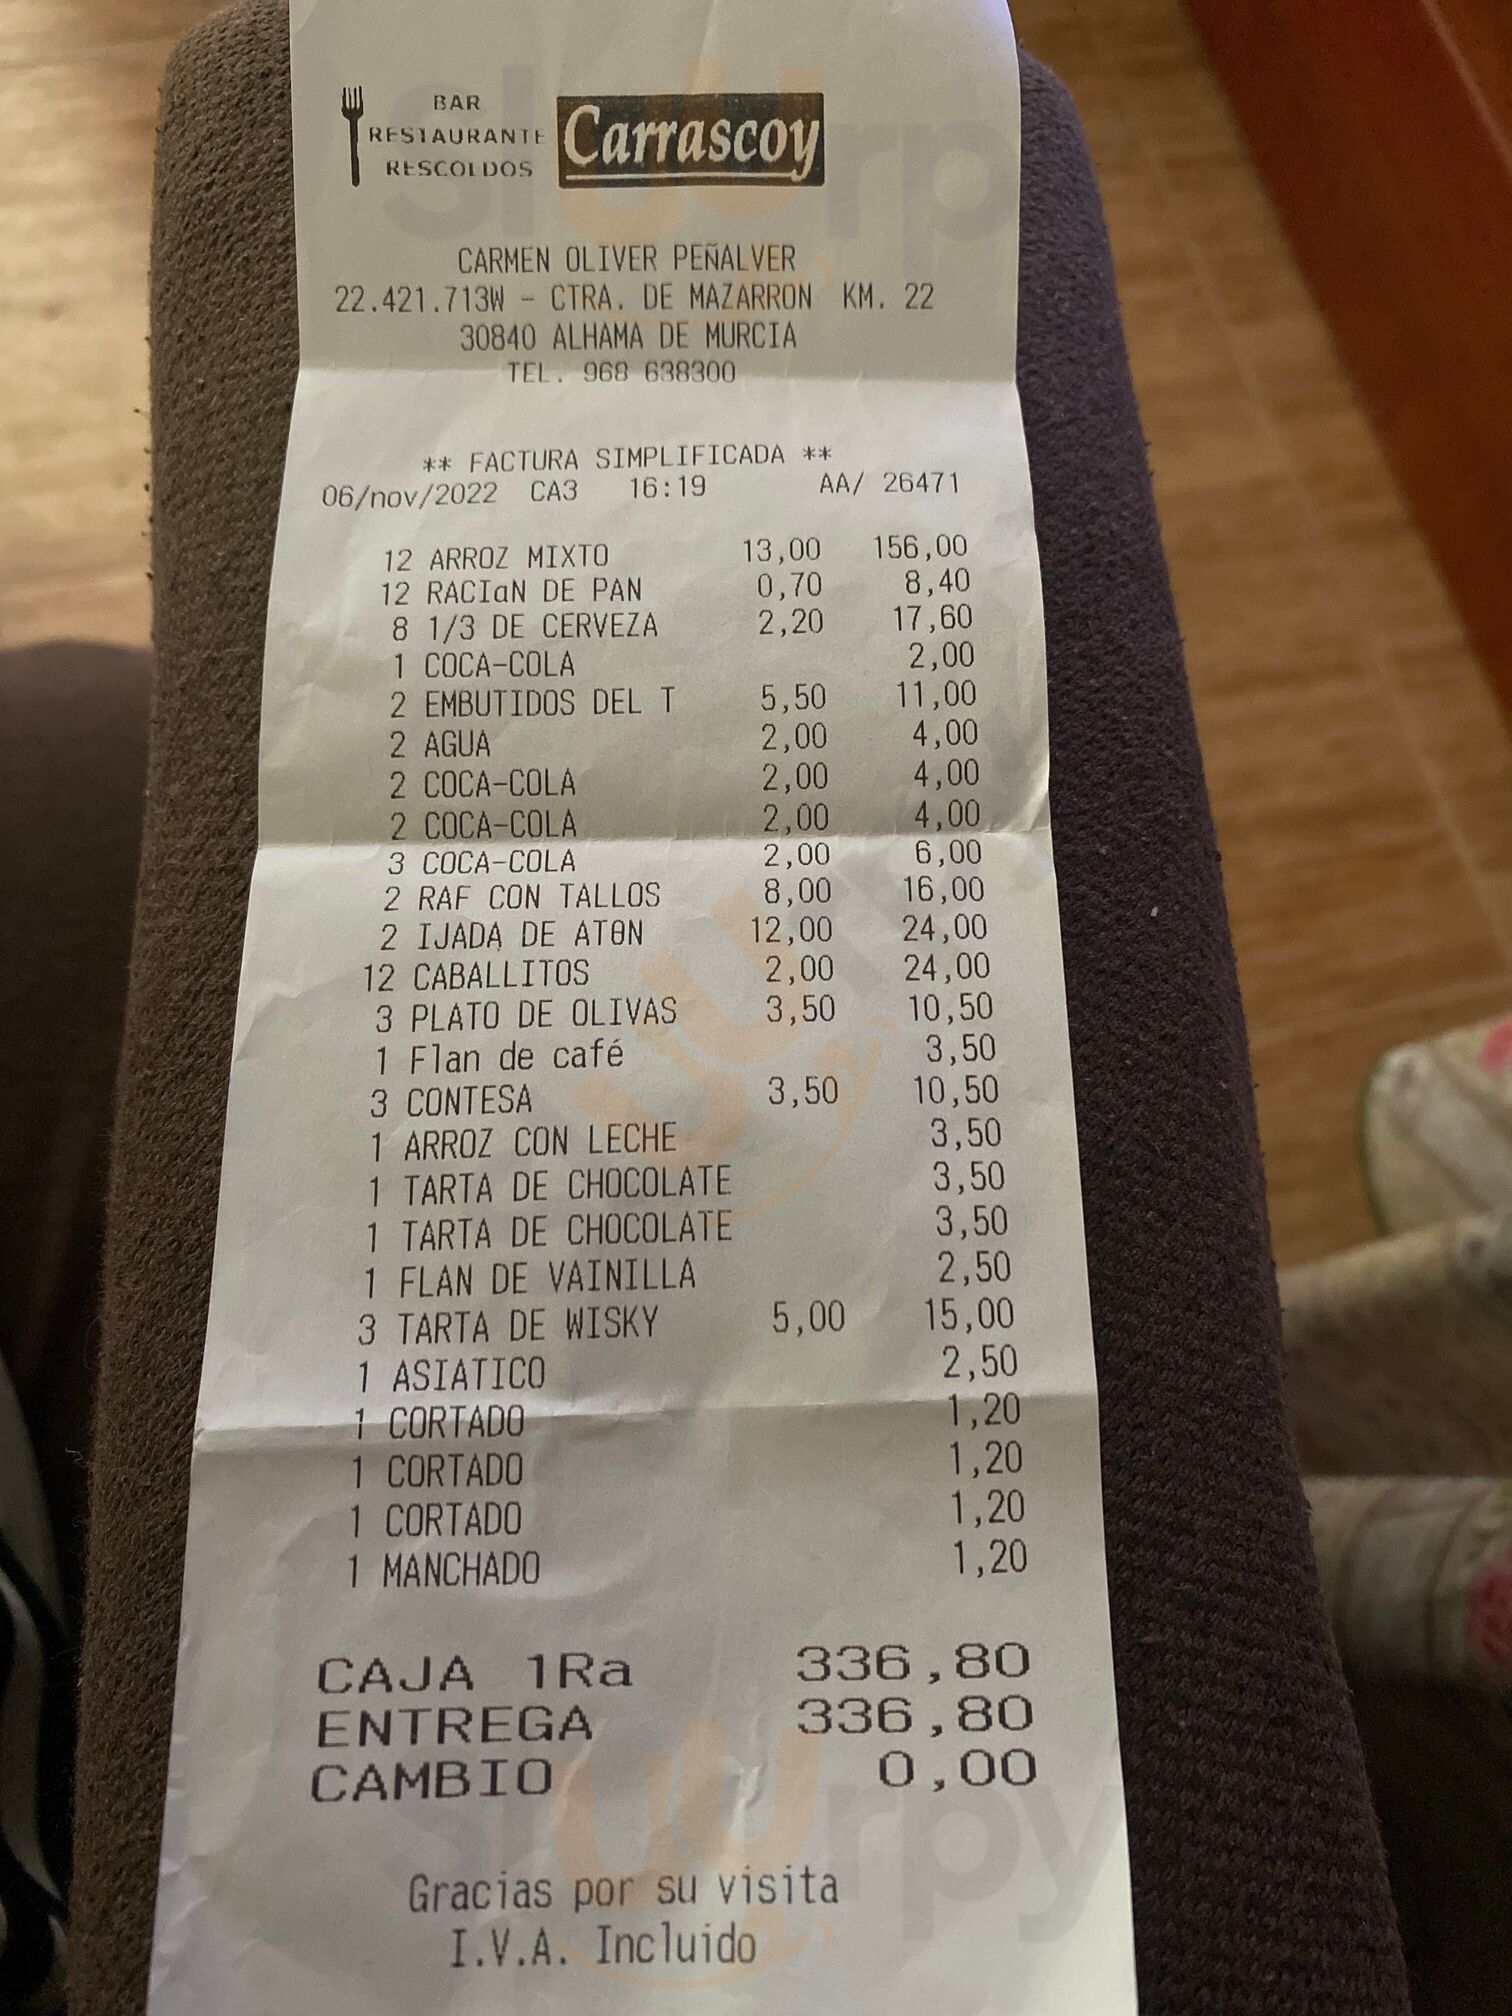 BAR
RESTAURANTE
RESCOLDOS
Carrascoy
CARMEN OLIVER PEÑALVER
22.421.713W - CTRA. DE MAZARRON KM. 22
30840 ALHAMA DE MURCIA
TEL. 968 638300
** FACTURA SIMPLIFICADA **
06/nov/2022 CA3 16:19 AA/ 26471
12 ARROZ MIXTO 13,00 156,00
12 RACIαN DE PAN 0,70 8,40
8 1/3 DE CERVEZA 2,20 17,60
1 COCA-COLA 2,00
2 EMBUTIDOS DEL T 5,50 11,00
2 AGUA 2,00 4,00
2 COCA-COLA 2,00 4,00
2 COCA-COLA 2,00 4,00
3 COCA-COLA 2,00 6,00
2 RAF CON TALLOS 8,00 16,00
2 IJADA DE ATθN 12,00 24,00
12 CABALLITOS 2,00 24,00
3 PLATO DE OLIVAS 3,50 10,50
1 Flan de café 3,50
3 CONTESA 3,50 10,50
1 ARROZ CON LECHE 3,50
1 TARTA DE CHOCOLATE 3,50
1 TARTA DE CHOCOLATE 3,50
1 FLAN DE VAINILLA 2,50
3 TARTA DE WISKY 5,00 15,00
1 ASIATICO 2,50
1 CORTADO 1,20
1 CORTADO 1,20
1 CORTADO 1,20
1 MANCHADO 1,20
CAJA 1Ra 336,80
ENTREGA 336,80
CAMBIO 0,00
Gracias por su visita
I.V.A. Incluido
slurpy
slurpy